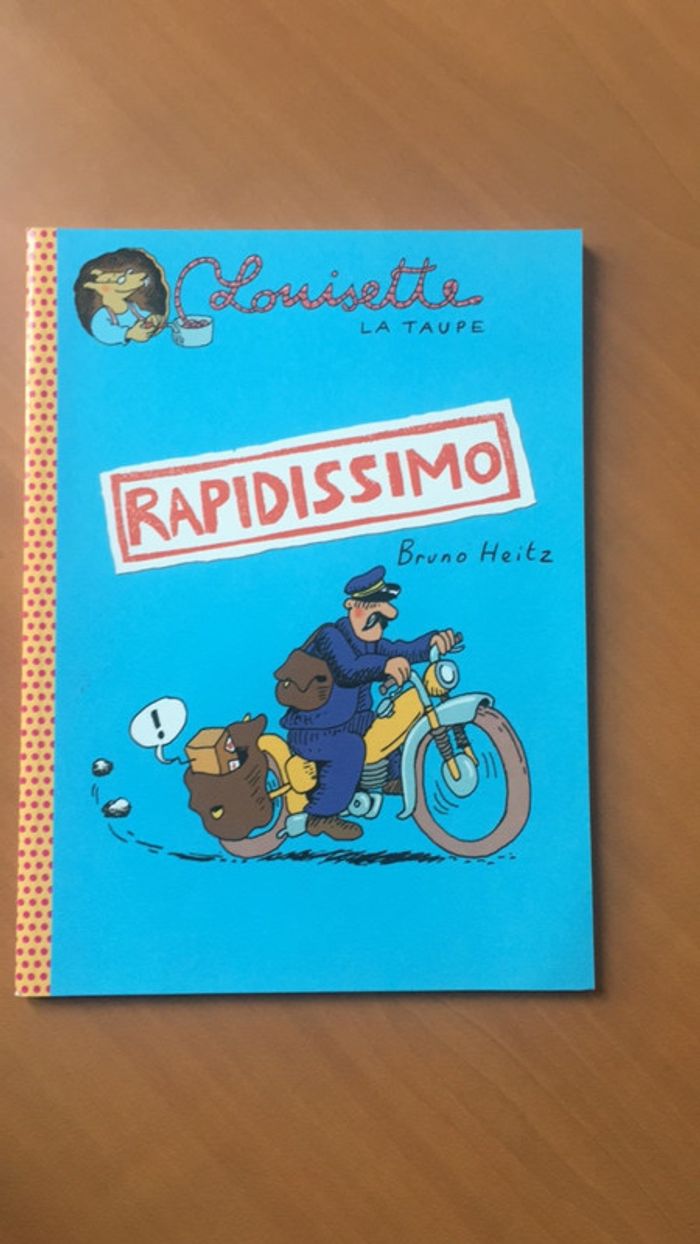 Louisette
LA TAUPE
RAPIDISSIMO
Bruno Heitz
!